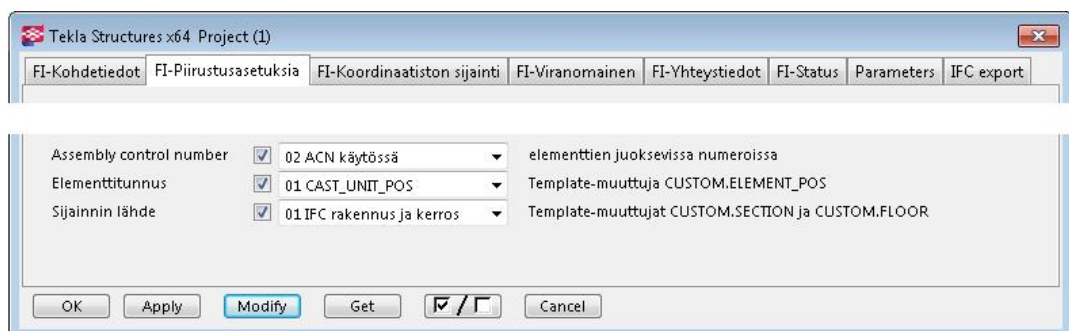 Tekla Structures x64 Project (1)
FI-Kohdetiedot FI-Piirustusasetuksia FI-Koordinaatiston sijainti FI-Viranomainen FI-Yhteystiedot FI-Status Parameters IFC export
Assembly control number 02 ACN käytössä elementtien juoksevissa numeroissa
Elementtitunnus 01 CAST_UNIT_POS Template-muuttuja CUSTOM.ELEMENT_POS
Sijainnin lähde 01 IFC rakennus ja kerros Template-muuttujat CUSTOM.SECTION ja CUSTOM.FLOOR
OK Apply Modify Get / Cancel